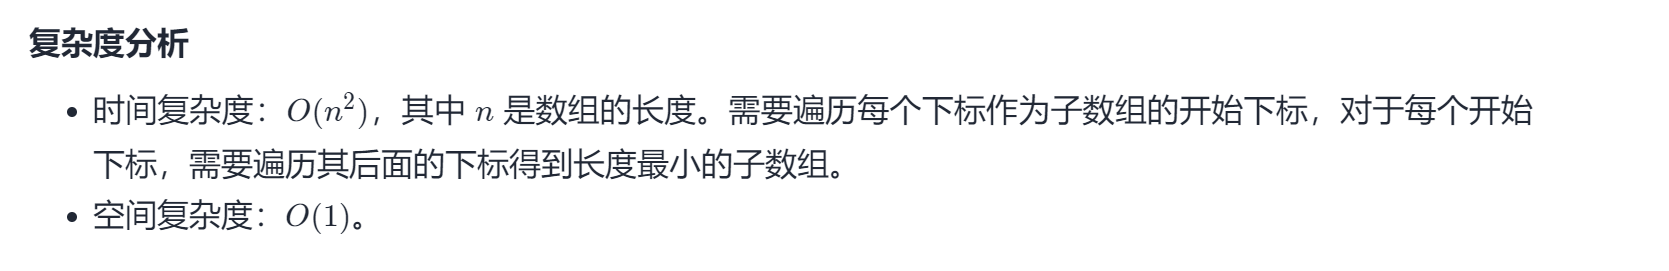 复杂度分析
• 时间复杂度：O(n²)，其中 n 是数组的长度。需要遍历每个下标作为子数组的开始下标，对于每个开始
下标，需要遍历其后面的下标得到长度最小的子数组。
• 空间复杂度：O(1)。